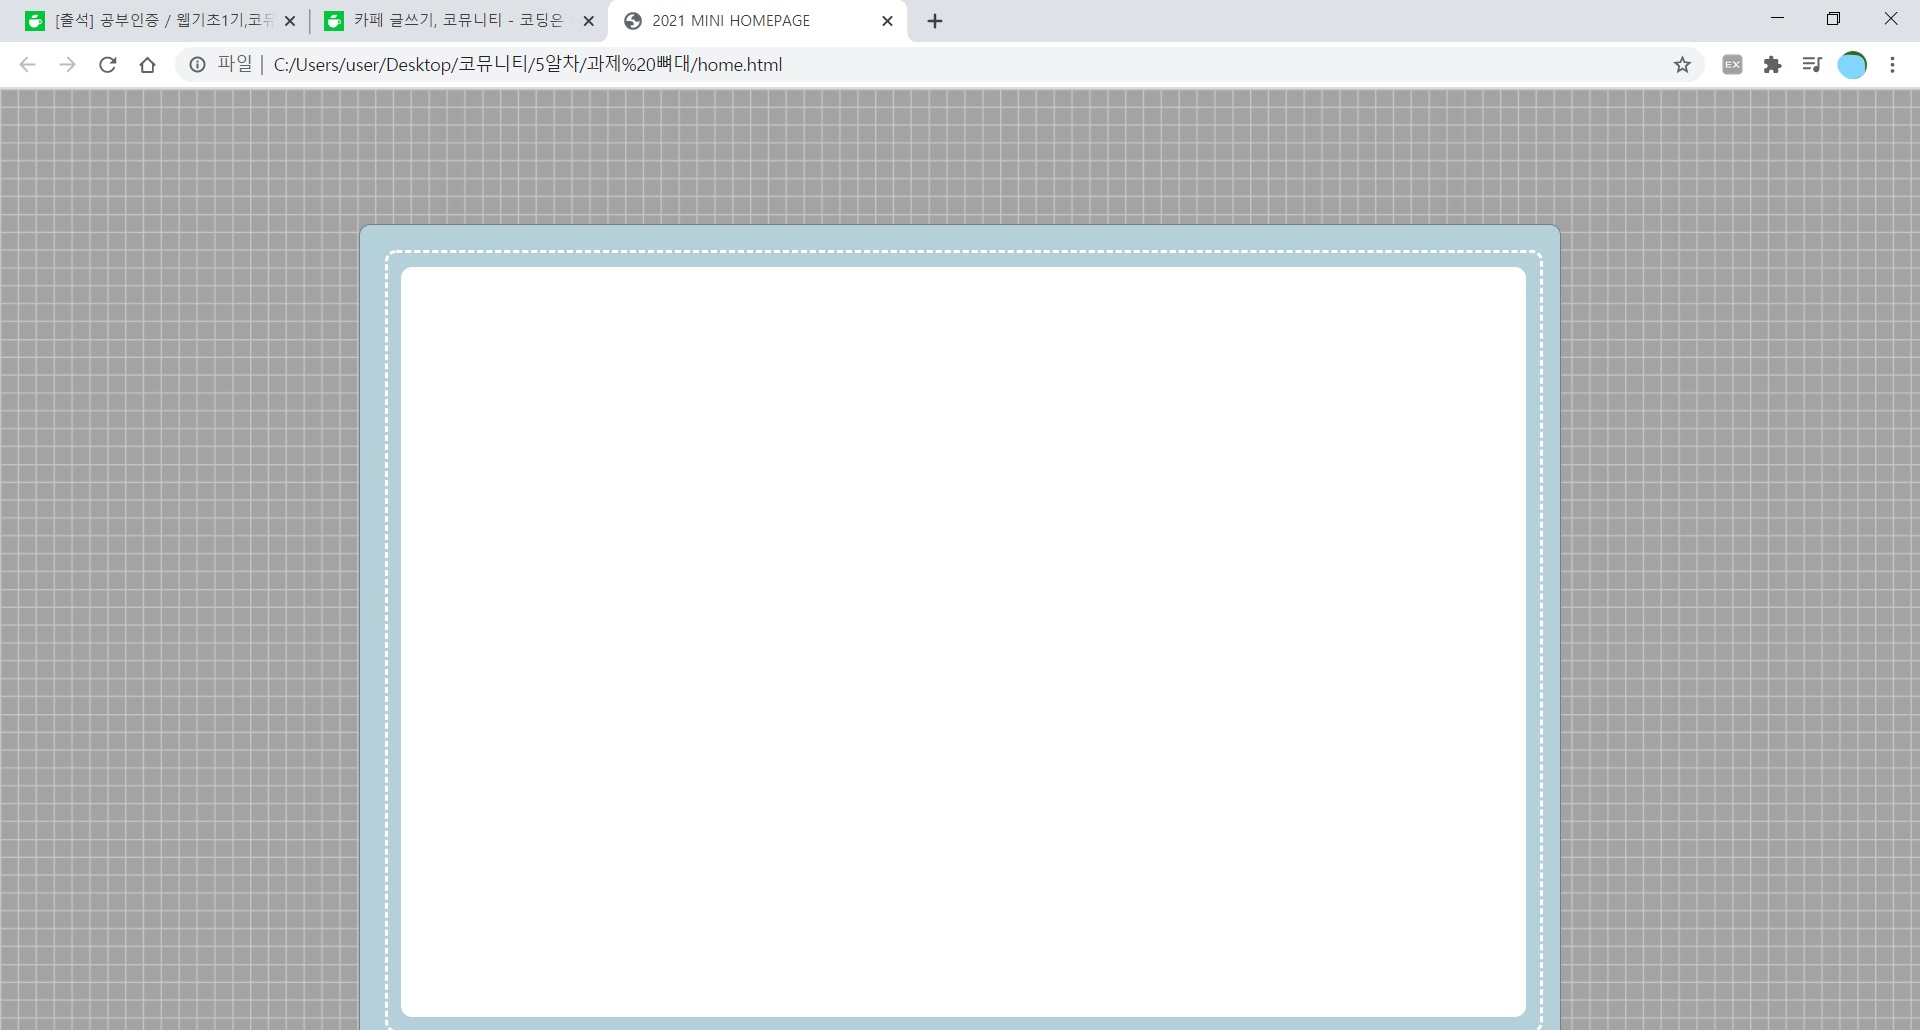 [출석] 공부인증 / 웹기초1기,코뮤
카페 글쓰기, 코뮤니티 - 코딩은
2021 MINI HOMEPAGE
파일 | C:/Users/user/Desktop/코뮤니티/5알차/과제%20뼈대/home.html
EX